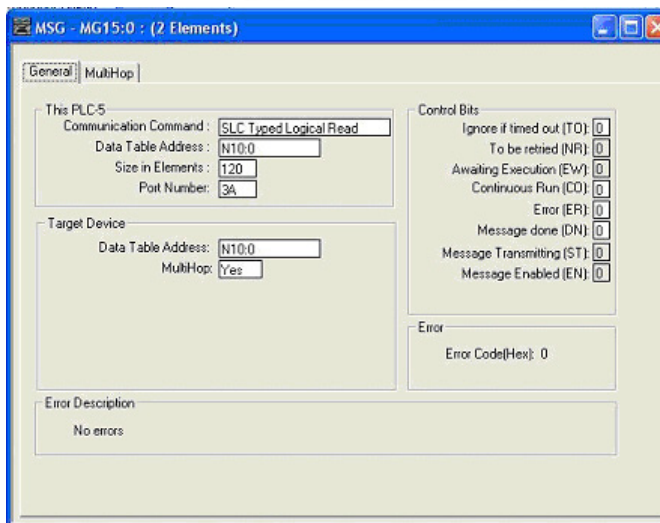 MSG - MG15:0 : (2 Elements)
General MultiHop
This PLC-5
Communication Command : SLC Typed Logical Read
Data Table Address : N10:0
Size in Elements : 120
Port Number: 3A
Target Device
Data Table Address: N10:0
MultiHop: Yes
Control Bits
Ignore if timed out (TO): 0
To be retried (NR): 0
Awaiting Execution (EW): 0
Continuous Run (CO): 0
Error (ER): 0
Message done (DN): 0
Message Transmitting (ST): 0
Message Enabled (EN): 0
Error
Error Code(Hex): 0
Error Description
No errors